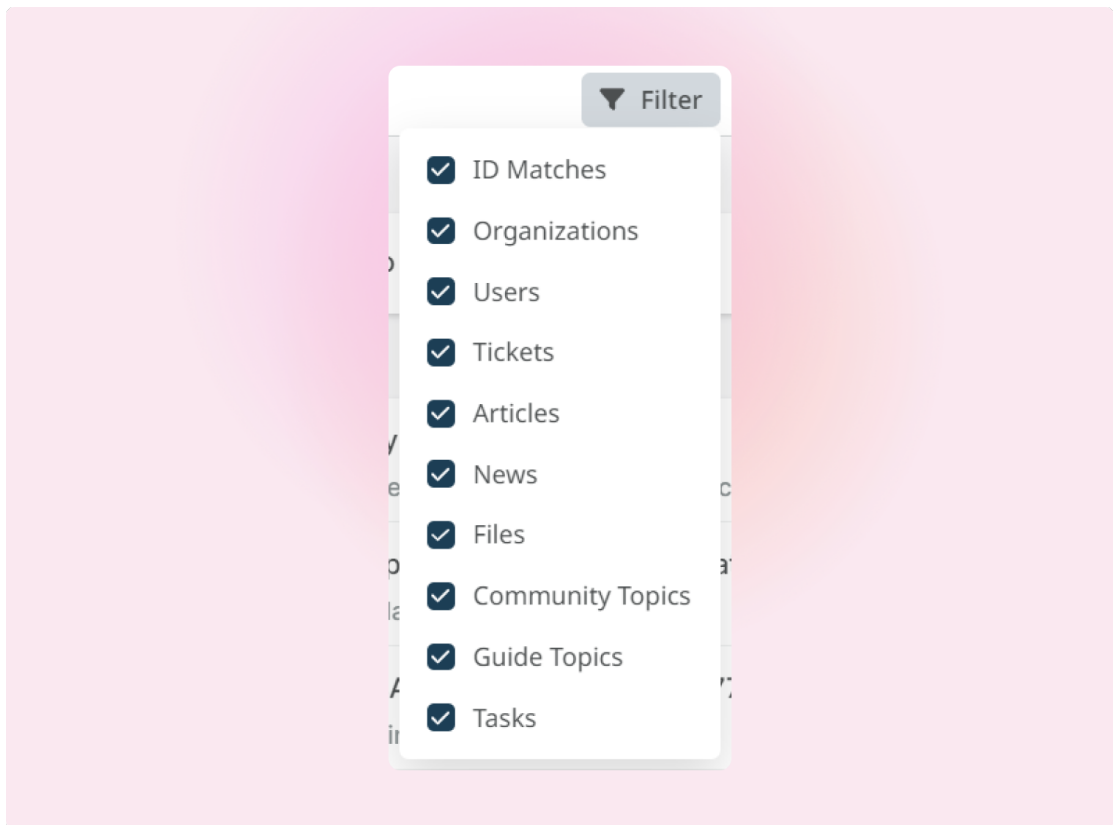 Filter
ID Matches
Organizations
Users
Tickets
Articles
News
Files
Community Topics
Guide Topics
Tasks